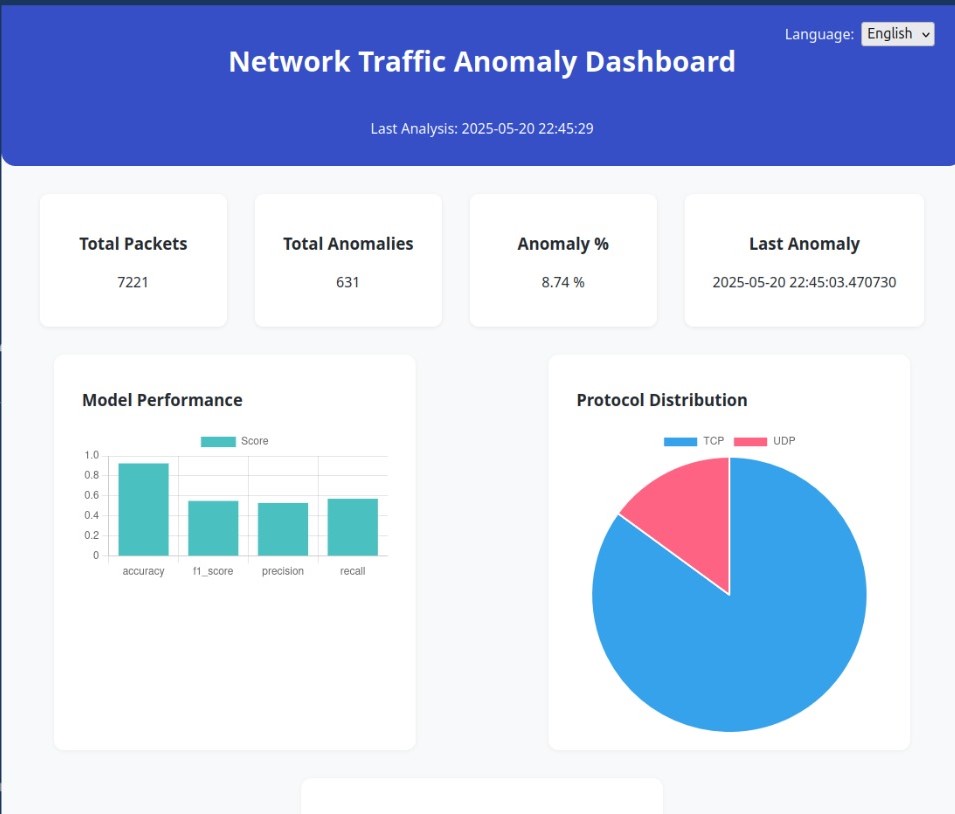 Language: English
Network Traffic Anomaly Dashboard
Last Analysis: 2025-05-20 22:45:29
Total Packets
7221
Total Anomalies
631
Anomaly %
8.74 %
Last Anomaly
2025-05-20 22:45:03.470730
Model Performance
Score
1.0
0.8
0.6
0.4
0.2
0
accuracy f1_score precision recall
Protocol Distribution
TCP UDP